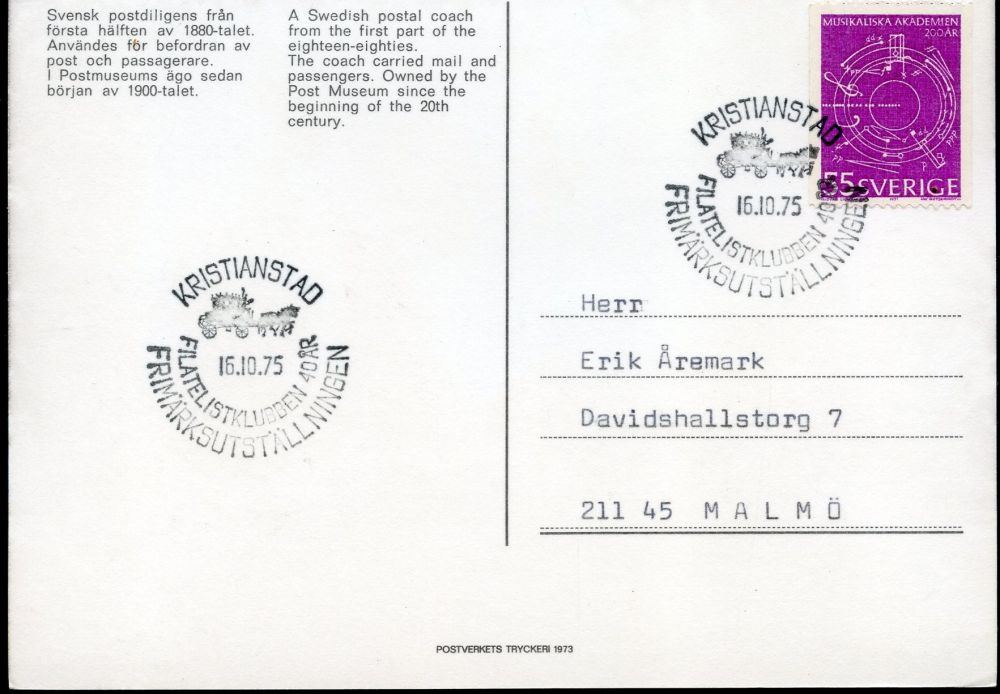 Svensk postdiligens från
första hälften av 1880-talet.
Användes för befordran av
post och passagerare.
I Postmuseums ägo sedan
början av 1900-talet.
A Swedish postal coach
from the first part of the
eighteen-eighties.
The coach carried mail and
passengers. Owned by the
Post Museum since the
beginning of the 20th
century.
MUSIKALISKA AKADEMIEN
200 ÅR
55 SVERIGE
KRISTIANSTAD
16.10.75
FILATELISTKLUBBEN 40 ÅR
FRIMÄRKSUTSTÄLLNINGEN
KRISTIANSTAD
16.10.75
FILATELISTKLUBBEN 40 ÅR
FRIMÄRKSUTSTÄLLNINGEN
Herr
Erik Åremark
Davidshallstorg 7
211 45 M A L M Ö
POSTVERKETS TRYCKERI 1973